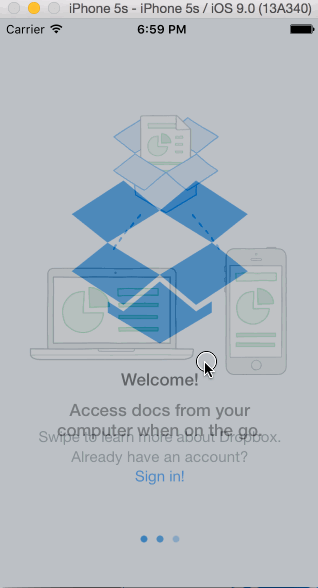 iPhone 5s - iPhone 5s / iOS 9.0 (13A340)
Carrier 6:59 PM
Welcome!
Access docs from your
computer when on the go.
Swipe to learn more about Dropbox.
Already have an account?
Sign in!